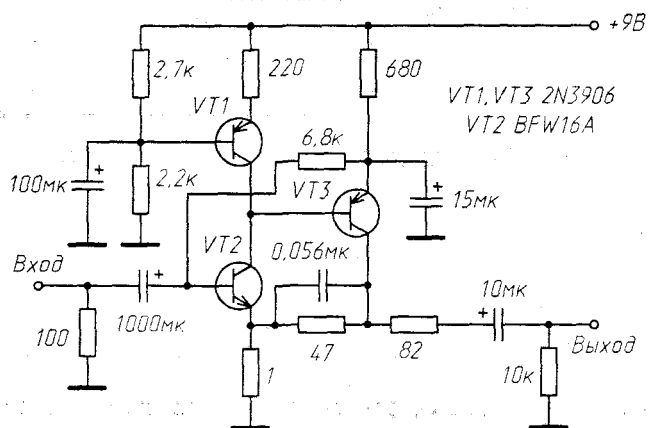 +9В
2,7к
220
680
VT1
VT1,VT3 2N3906
VT2 BFW16A
6,8к
100мк
+
2,2к
VT3
+
15мк
VT2
0,056мк
Вход
+
10мк
100
1000мк
+
47
82
Выход
1
10к